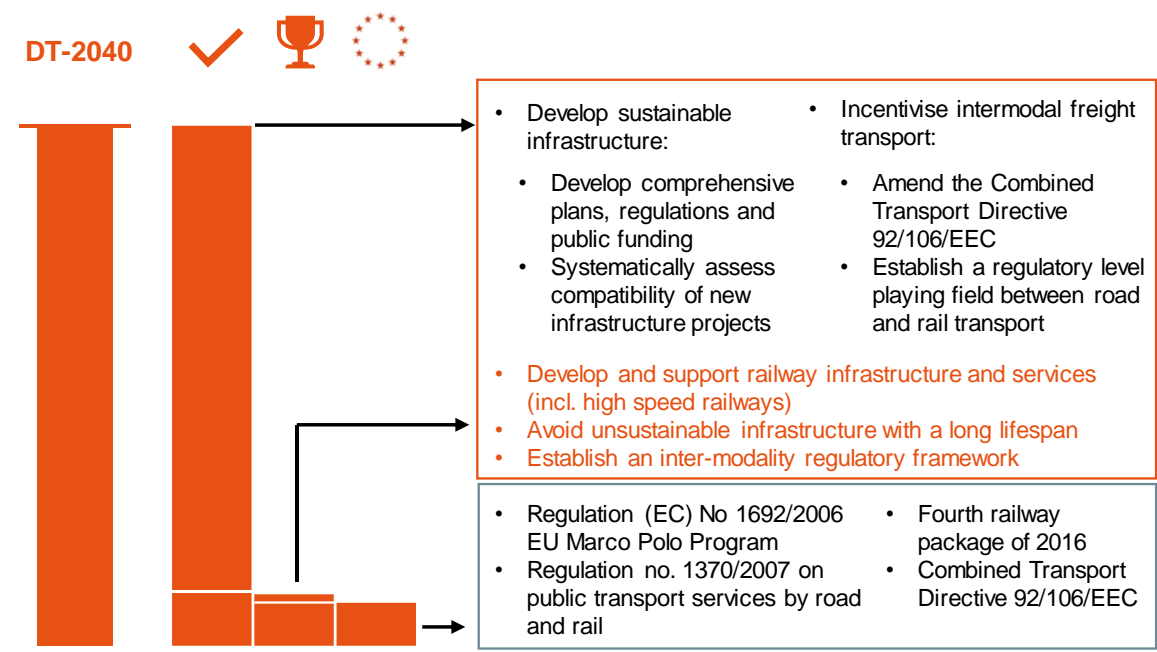 DT-2040
• Develop sustainable
infrastructure:
• Develop comprehensive
plans, regulations and
public funding
• Systematically assess
compatibility of new
infrastructure projects
• Incentivise intermodal freight
transport:
• Amend the Combined
Transport Directive
92/106/EEC
• Establish a regulatory level
playing field between road
and rail transport
• Develop and support railway infrastructure and services
(incl. high speed railways)
• Avoid unsustainable infrastructure with a long lifespan
• Establish an inter-modality regulatory framework
• Regulation (EC) No 1692/2006
EU Marco Polo Program
• Regulation no. 1370/2007 on
public transport services by road
and rail
• Fourth railway
package of 2016
• Combined Transport
Directive 92/106/EEC